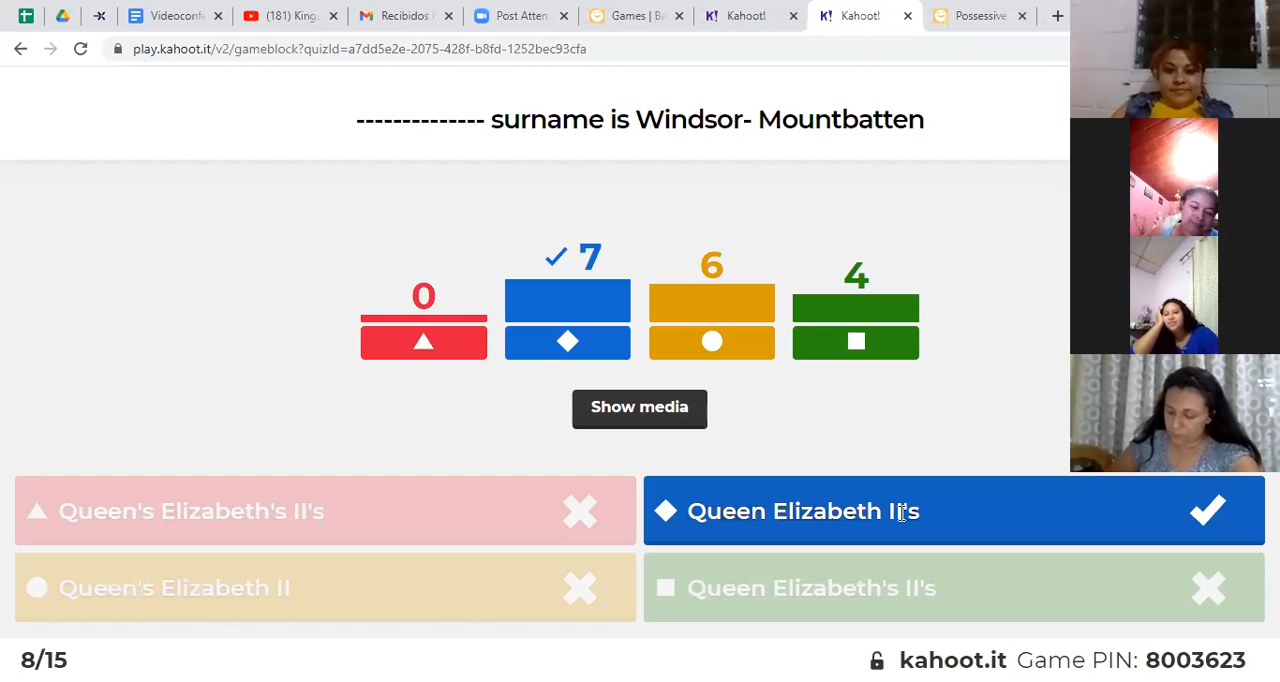 Videoconf
(181) King
Recibidos
Post Atten
Games | Ba
Kahoot!
Kahoot!
Possessive
play.kahoot.it/v2/gameblock?quizId=a7dd5e2e-2075-428f-b8fd-1252bec93cfa
-------------- surname is Windsor- Mountbatten
0
7
6
4
Show media
Queen's Elizabeth's II's
Queen Elizabeth II's
Queen's Elizabeth II
Queen Elizabeth's II's
8/15
kahoot.it Game PIN: 8003623